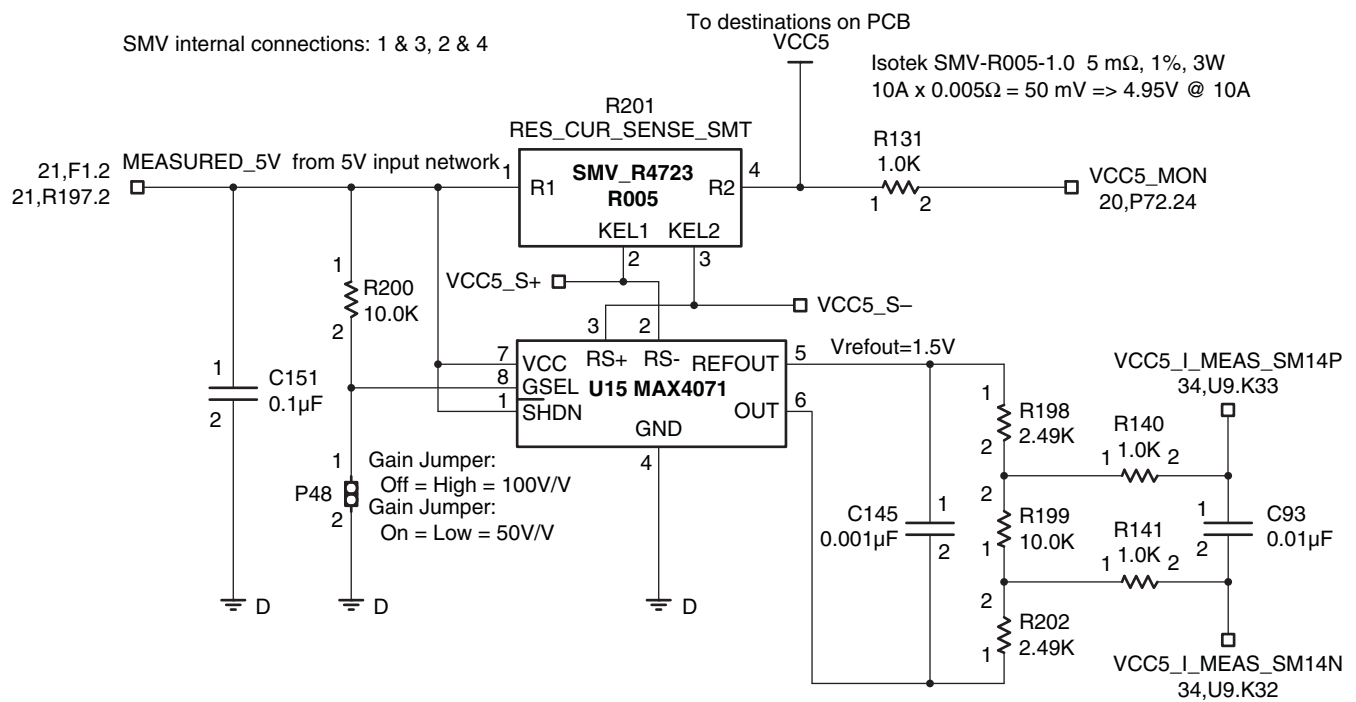 To destinations on PCB
VCC5
SMV internal connections: 1 & 3, 2 & 4
Isotek SMV-R005-1.0 5 mΩ, 1%, 3W
10A x 0.005Ω = 50 mV => 4.95V @ 10A
R201
RES_CUR_SENSE_SMT
R131
1.0K
1 2
21,F1.2
21,R197.2
MEASURED_5V from 5V input network
1
R1
SMV_R4723
R005
R2
4
KEL1 KEL2
2
3
VCC5_MON
20,P72.24
VCC5_S+
VCC5_S–
1
R200
10.0K
2
3 2
7
8
1
VCC
GSEL
SHDN
RS+ RS-
REFOUT
U15 MAX4071
OUT
GND
4
5
6
Vrefout=1.5V
1
C151
0.1µF
2
1
P48
2
Gain Jumper:
Off = High = 100V/V
Gain Jumper:
On = Low = 50V/V
1
C145
0.001µF
2
1
R198
2.49K
2
2
R199
10.0K
1
2
R202
2.49K
1
R140
1.0K
1 2
R141
1.0K
1 2
1
C93
0.01µF
2
VCC5_I_MEAS_SM14P
34,U9.K33
VCC5_I_MEAS_SM14N
34,U9.K32
D
D
D